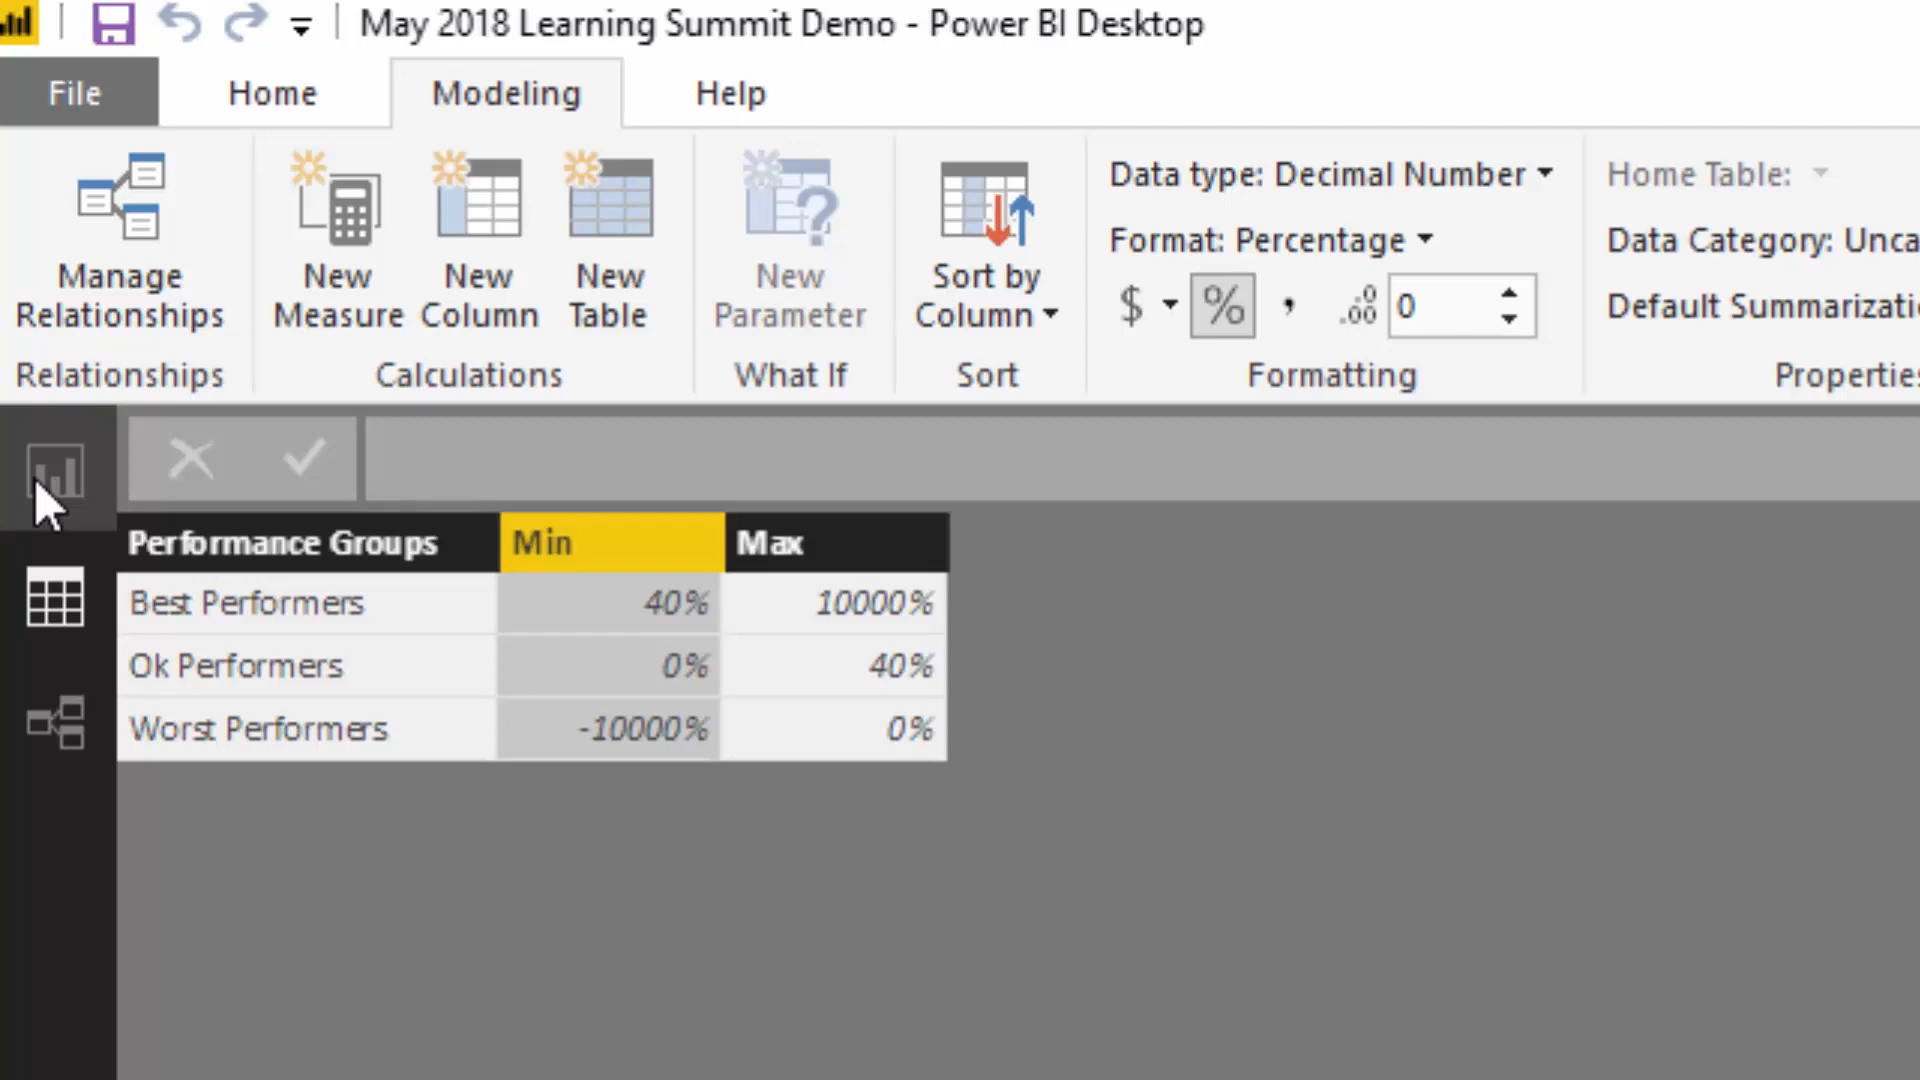 May 2018 Learning Summit Demo - Power BI Desktop
File Home Modeling Help
Manage Relationships
New Measure
New Column
New Table
New Parameter
Sort by Column
Data type: Decimal Number
Format: Percentage
$ % , .00 0
Home Table:
Data Category: Unca
Default Summarizati
Relationships Calculations What If Sort Formatting Properties
Performance Groups Min Max
Best Performers 40% 10000%
Ok Performers 0% 40%
Worst Performers -10000% 0%